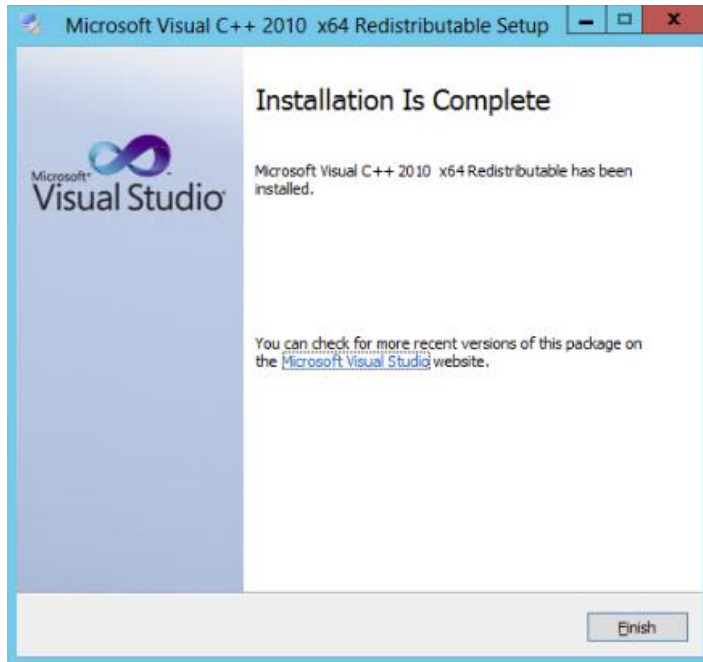 Microsoft Visual C++ 2010  x64 Redistributable Setup
Installation Is Complete
Microsoft®
Visual Studio®
Microsoft Visual C++ 2010  x64 Redistributable has been
installed.
You can check for more recent versions of this package on
the Microsoft Visual Studio website.
Finish